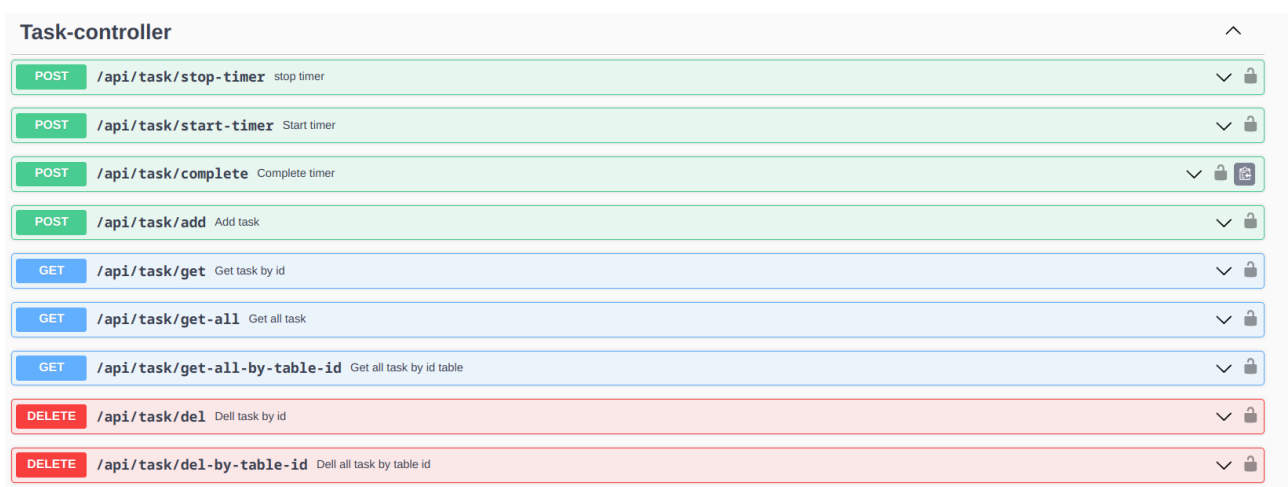 Task-controller
POST /api/task/stop-timer stop timer
POST /api/task/start-timer Start timer
POST /api/task/complete Complete timer
POST /api/task/add Add task
GET /api/task/get Get task by id
GET /api/task/get-all Get all task
GET /api/task/get-all-by-table-id Get all task by id table
DELETE /api/task/del Dell task by id
DELETE /api/task/del-by-table-id Dell all task by table id